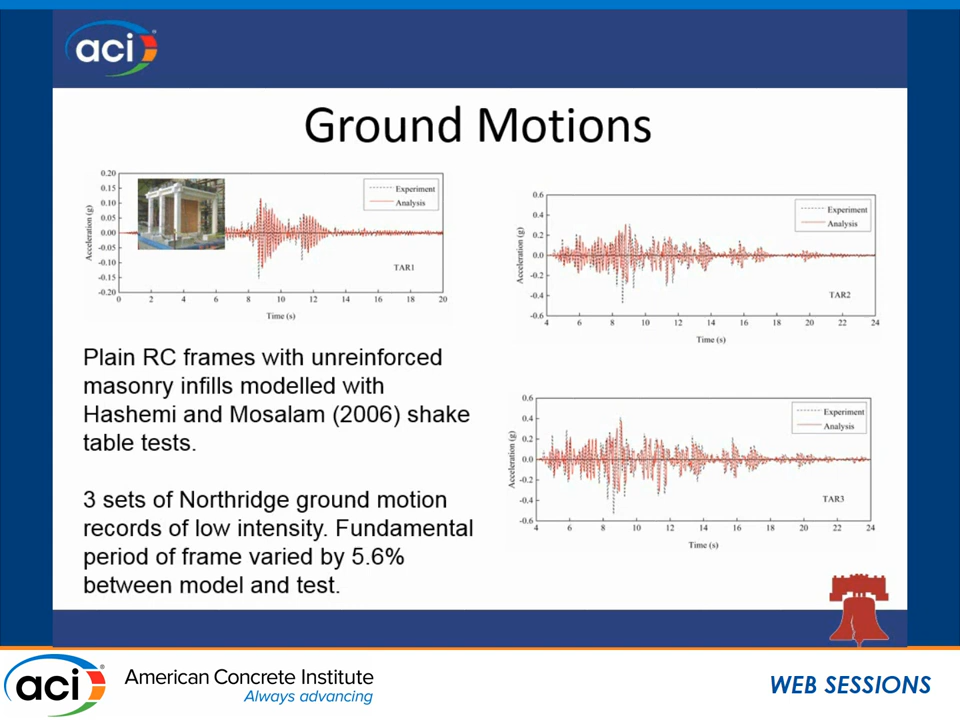 aci
Ground Motions
0.20
0.15
0.10
0.05
0.00
-0.05
-0.10
-0.15
-0.20
Acceleration (g)
Experiment
Analysis
TAR1
0 2 4 6 8 10 12 14 16 18 20
Time (s)
0.6
0.4
0.2
0.0
-0.2
-0.4
-0.6
Acceleration (g)
Experiment
Analysis
TAR2
4 6 8 10 12 14 16 18 20 22 24
Time (s)
Plain RC frames with unreinforced
masonry infills modelled with
Hashemi and Mosalam (2006) shake
table tests.
3 sets of Northridge ground motion
records of low intensity. Fundamental
period of frame varied by 5.6%
between model and test.
0.6
0.4
0.2
0.0
-0.2
-0.4
-0.6
Acceleration (g)
Experiment
Analysis
TAR3
4 6 8 10 12 14 16 18 20 22 24
Time (s)
aci
American Concrete Institute
Always advancing
WEB SESSIONS